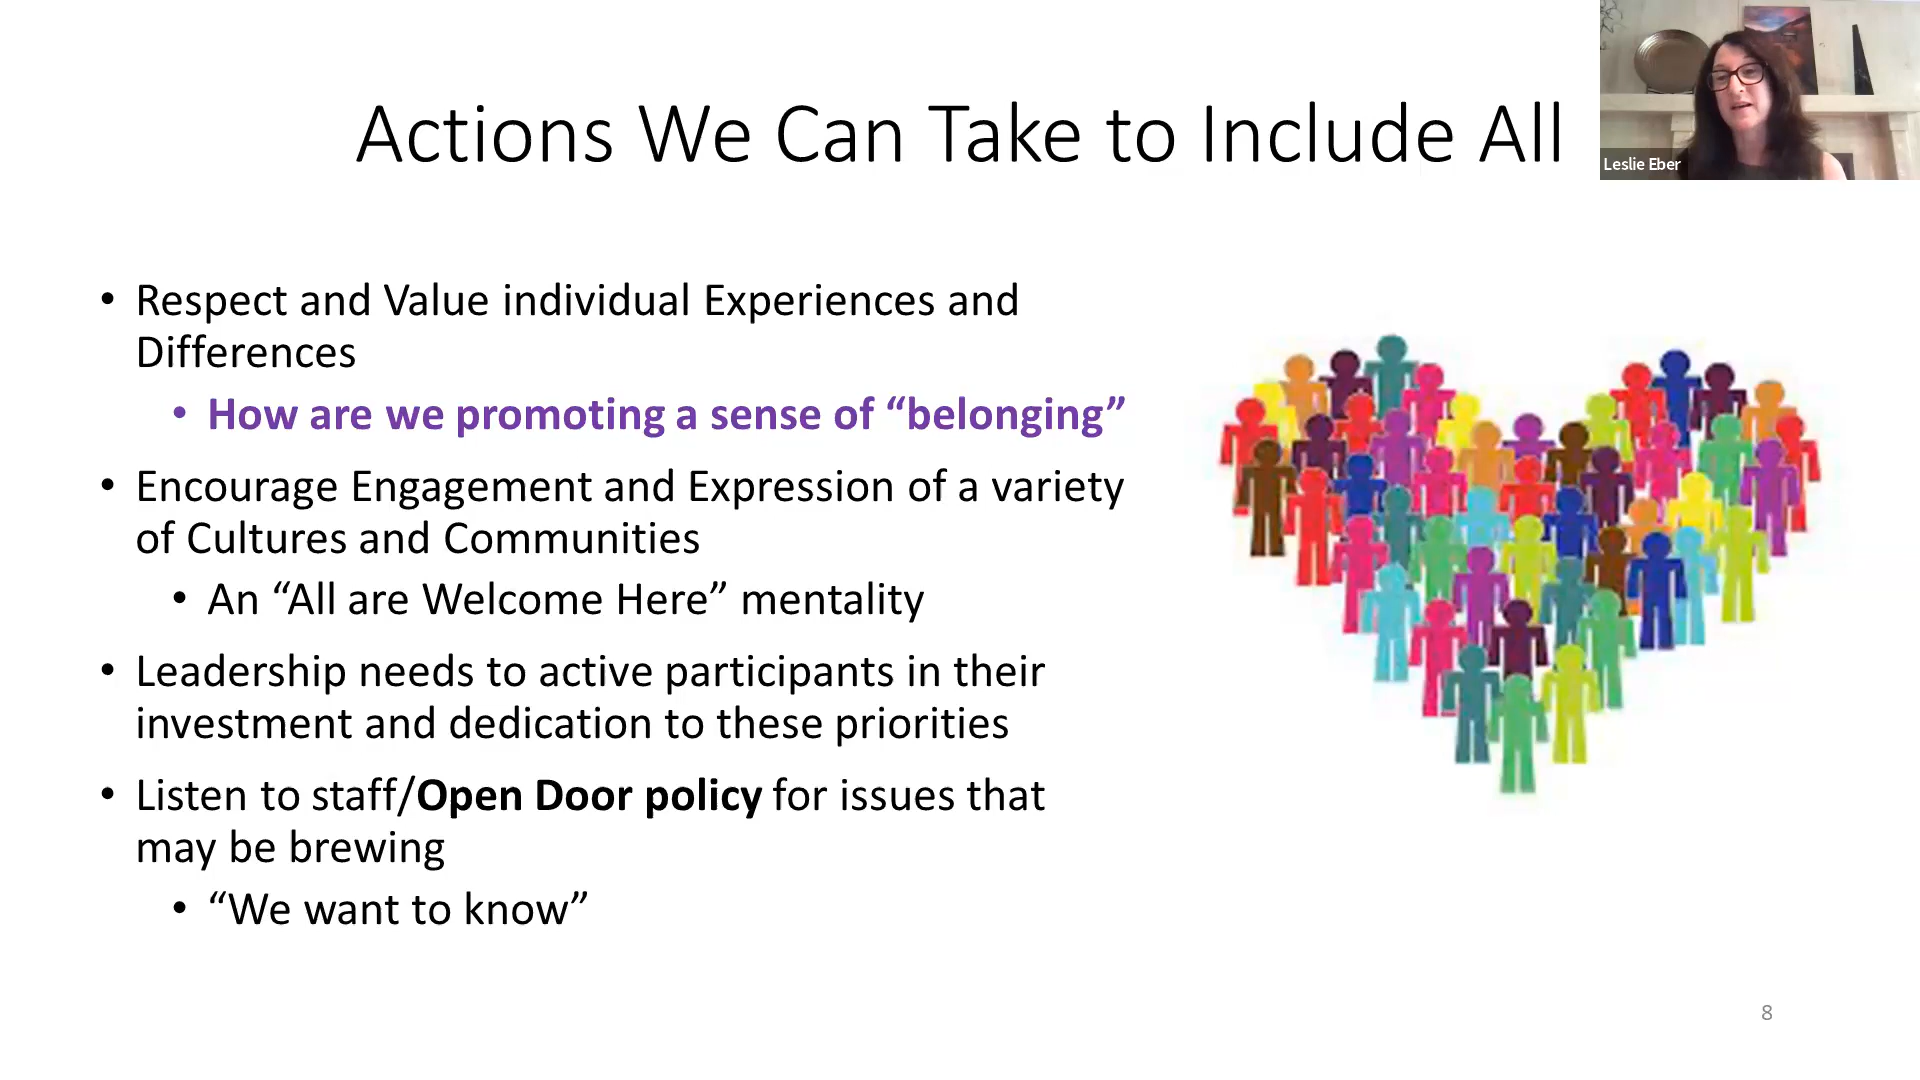 Actions We Can Take to Include All
Leslie Eber
• Respect and Value individual Experiences and
Differences
• How are we promoting a sense of “belonging”
• Encourage Engagement and Expression of a variety
of Cultures and Communities
• An “All are Welcome Here” mentality
• Leadership needs to active participants in their
investment and dedication to these priorities
• Listen to staff/Open Door policy for issues that
may be brewing
• “We want to know”
8